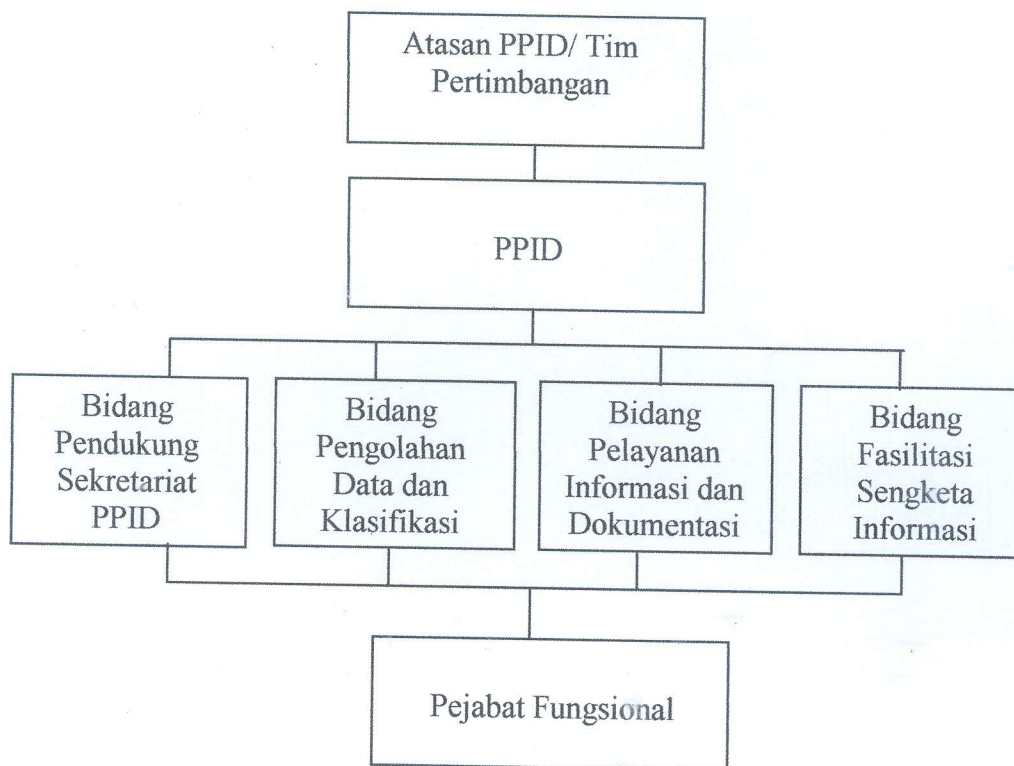 Atasan PPID/ Tim
Pertimbangan
PPID
Bidang
Pendukung
Sekretariat
PPID
Bidang
Pengolahan
Data dan
Klasifikasi
Bidang
Pelayanan
Informasi dan
Dokumentasi
Bidang
Fasilitasi
Sengketa
Informasi
Pejabat Fungsional